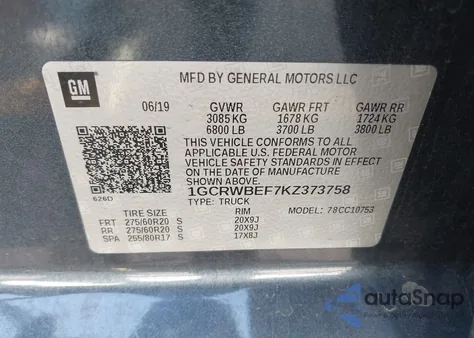 GM
MFD BY GENERAL MOTORS LLC
06/19 GVWR GAWR FRT GAWR RR
3085 KG 1678 KG 1724 KG
6800 LB 3700 LB 3800 LB
THIS VEHICLE CONFORMS TO ALL
APPLICABLE U.S. FEDERAL MOTOR
VEHICLE SAFETY STANDARDS IN EFFECT
ON THE DATE OF MANUFACTURE SHOWN ABOVE.
1GCRWBEF7KZ373758
626D TYPE: TRUCK
TIRE SIZE RIM MODEL: 78CC10753
FRT 275/60R20 S 20X9J
RR 275/60R20 S 20X9J
SPA 255/80R17 S 17X8J
autoSnap